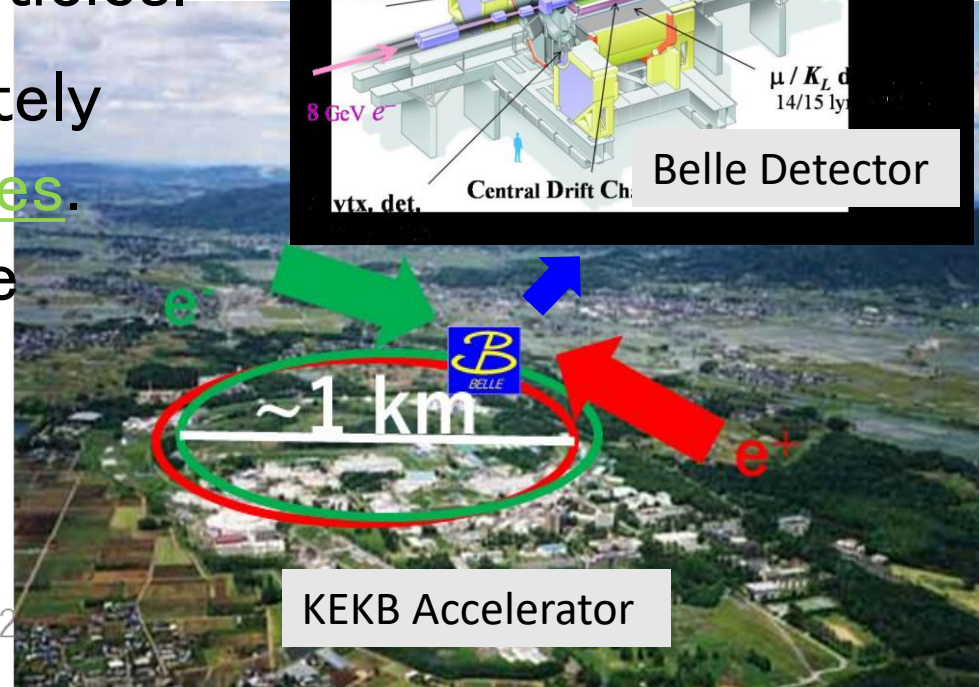 tely
es.
e
μ / K_L d
14/15 ly
8 GeV e⁻
Central Drift Ch
vtx. det.
Belle Detector
e⁻
B
BELLE
~1 km
e⁺
KEKB Accelerator
2